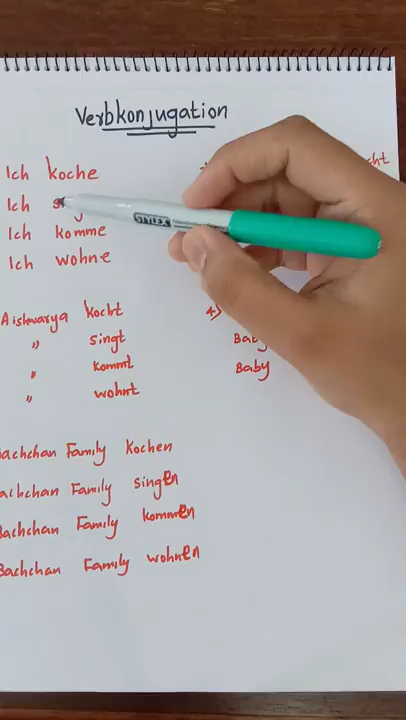 Verbkonjugation
Ich koche
Ich
Ich komme
Ich wohne
Aishwarya kocht
" singt
" kommt
" wohnt
Bachchan Family kochen
Bachchan Family singen
Bachchan Family kommen
Bachchan Family wohnen
4)
Baby
Baby
STYLEX